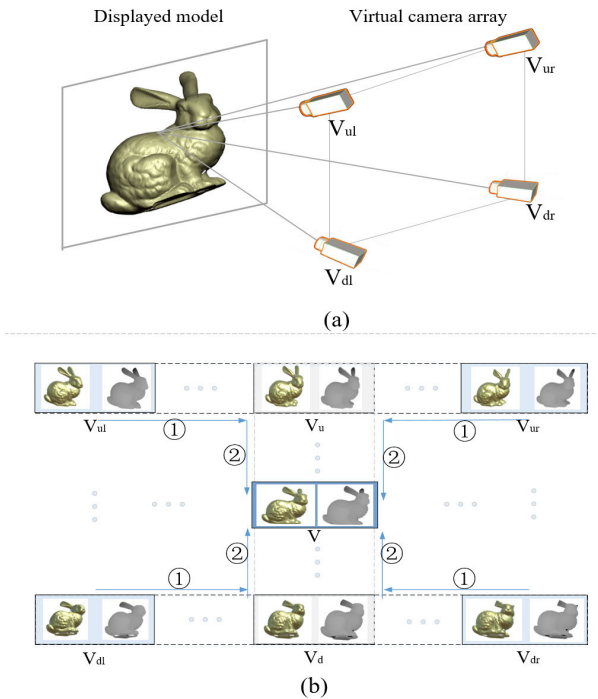 Displayed model
Virtual camera array
Vur
Vul
Vdr
Vdl
(a)
Vul
Vu
Vur
①
①
②
②
V
②
②
①
①
Vdl
Vd
Vdr
(b)